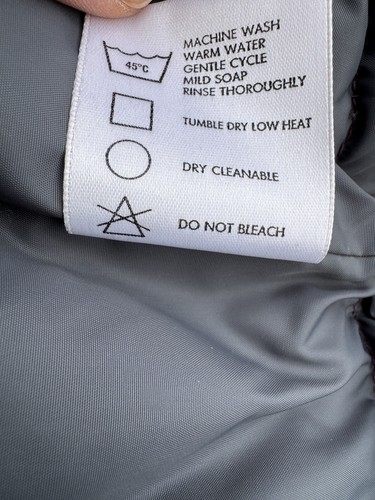 45°C
MACHINE WASH
WARM WATER
GENTLE CYCLE
MILD SOAP
RINSE THOROUGHLY
TUMBLE DRY LOW HEAT
DRY CLEANABLE
DO NOT BLEACH